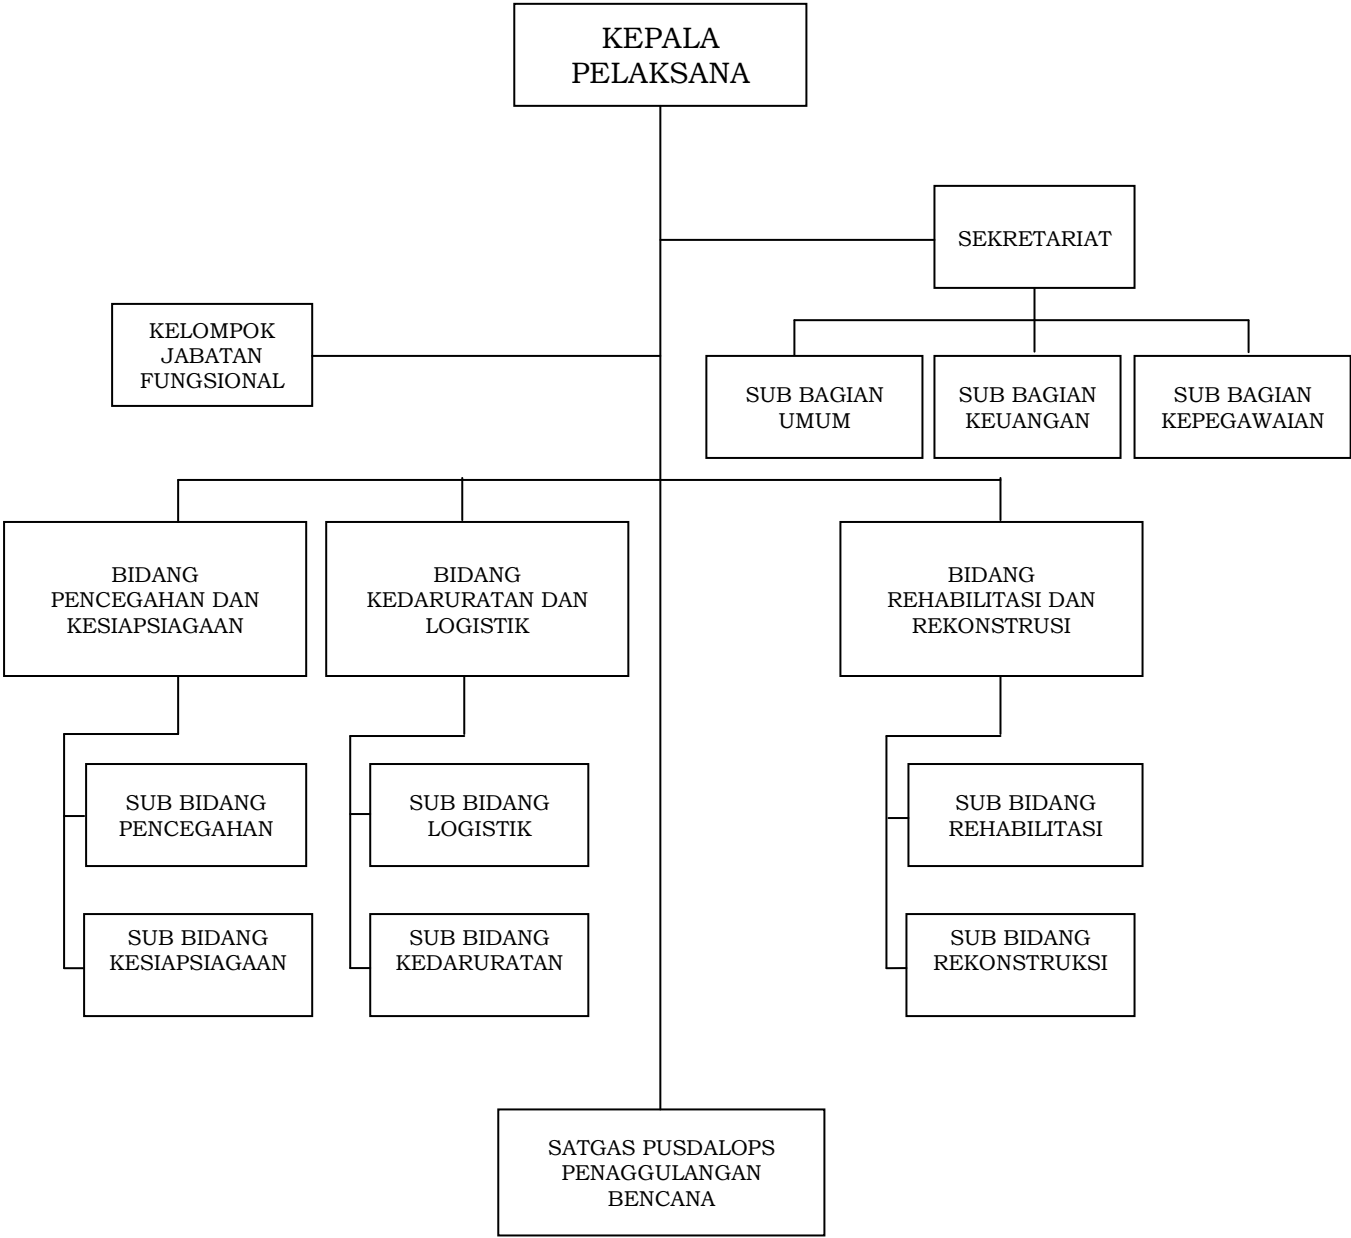 KEPALA
PELAKSANA
SEKRETARIAT
KELOMPOK
JABATAN
FUNGSIONAL
SUB BAGIAN
UMUM
SUB BAGIAN
KEUANGAN
SUB BAGIAN
KEPEGAWAIAN
BIDANG
PENCEGAHAN DAN
KESIAPSIAGAAN
BIDANG
KEDARURATAN DAN
LOGISTIK
BIDANG
REHABILITASI DAN
REKONSTRUSI
SUB BIDANG
PENCEGAHAN
SUB BIDANG
LOGISTIK
SUB BIDANG
REHABILITASI
SUB BIDANG
KESIAPSIAGAAN
SUB BIDANG
KEDARURATAN
SUB BIDANG
REKONSTRUKSI
SATGAS PUSDALOPS
PENAGGULANGAN
BENCANA